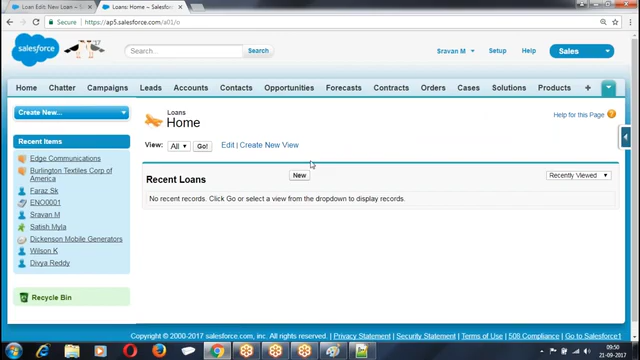 Loan Edit: New Loan ~ Sal
Loans: Home ~ Salesforc
Secure https://ap5.salesforce.com/a01/o
salesforce
Search...
Search
Sravan M
Setup
Help
Sales
Home
Chatter
Campaigns
Leads
Accounts
Contacts
Opportunities
Forecasts
Contracts
Orders
Cases
Solutions
Products
+
Create New...
Recent Items
Edge Communications
Burlington Textiles Corp of
America
Faraz Sk
ENO0001
Sravan M
Satish Myla
Dickenson Mobile Generators
Wilson K
Divya Reddy
Recycle Bin
Loans
Home
Help for this Page
View:
All
Go!
Edit | Create New View
Recent Loans
New
Recently Viewed
No recent records. Click Go or select a view from the dropdown to display records.
Copyright © 2000-2017 salesforce.com, inc. All rights reserved. | Privacy Statement | Security Statement | Terms of Use | 508 Compliance | Go to Salesforce1
09:50
21-09-2017